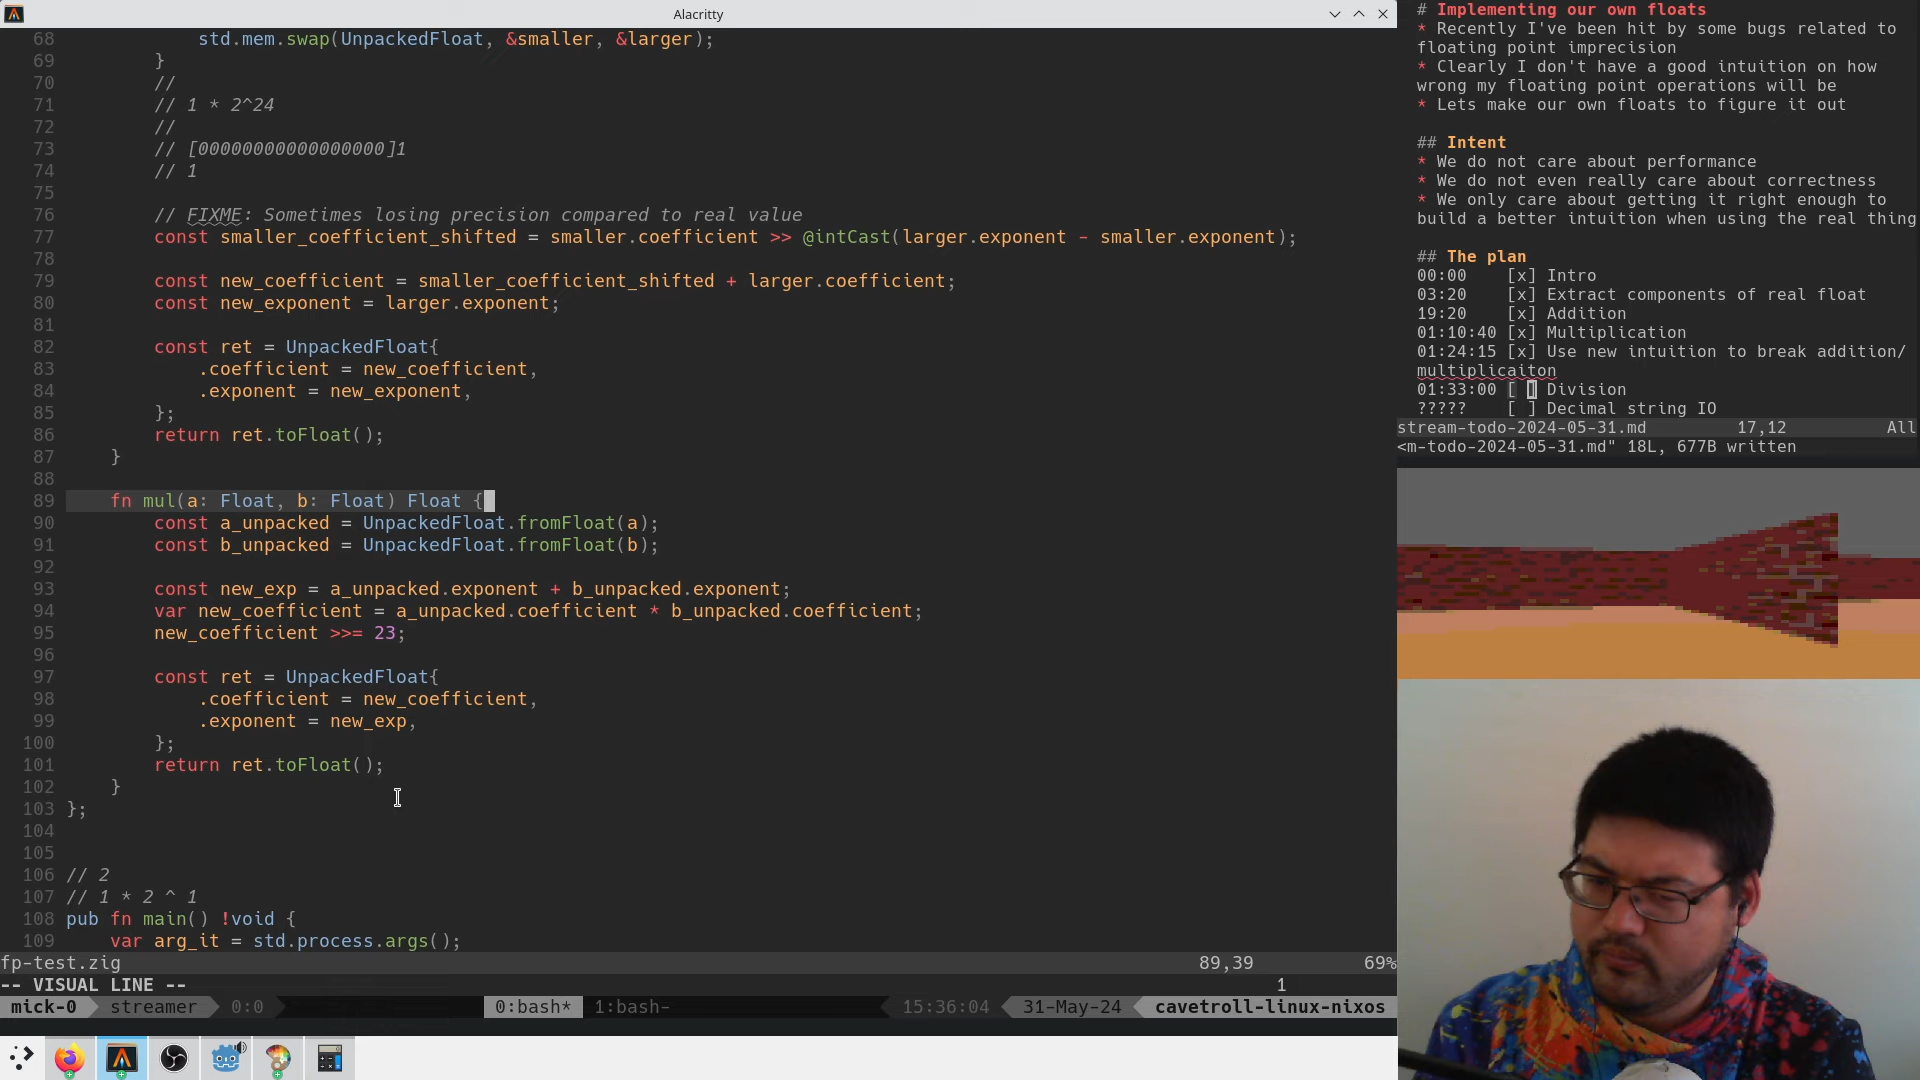 Alacritty
68 std.mem.swap(UnpackedFloat, &smaller, &larger);
69 }
70 //
71 // 1 * 2^24
72 //
73 // [00000000000000000]1
74 // 1
75
76 // FIXME: Sometimes losing precision compared to real value
77 const smaller_coefficient_shifted = smaller.coefficient >> @intCast(larger.exponent - smaller.exponent);
78
79 const new_coefficient = smaller_coefficient_shifted + larger.coefficient;
80 const new_exponent = larger.exponent;
81
82 const ret = UnpackedFloat{
83 .coefficient = new_coefficient,
84 .exponent = new_exponent,
85 };
86 return ret.toFloat();
87 }
88
89 fn mul(a: Float, b: Float) Float {
90 const a_unpacked = UnpackedFloat.fromFloat(a);
91 const b_unpacked = UnpackedFloat.fromFloat(b);
92
93 const new_exp = a_unpacked.exponent + b_unpacked.exponent;
94 var new_coefficient = a_unpacked.coefficient * b_unpacked.coefficient;
95 new_coefficient >>= 23;
96
97 const ret = UnpackedFloat{
98 .coefficient = new_coefficient,
99 .exponent = new_exp,
100 };
101 return ret.toFloat();
102 }
103 };
104
105
106 // 2
107 // 1 * 2 ^ 1
108 pub fn main() !void {
109 var arg_it = std.process.args();
fp-test.zig 89,39 69%
-- VISUAL LINE -- 1
mick-0 streamer 0:0 0:bash* 1:bash- 15:36:04 31-May-24 cavetroll-linux-nixos
# Implementing our own floats
* Recently I've been hit by some bugs related to
floating point imprecision
* Clearly I don't have a good intuition on how
wrong my floating point operations will be
* Lets make our own floats to figure it out
## Intent
* We do not care about performance
* We do not even really care about correctness
* We only care about getting it right enough to
build a better intuition when using the real thing
## The plan
00:00 [x] Intro
03:20 [x] Extract components of real float
19:20 [x] Addition
01:10:40 [x] Multiplication
01:24:15 [x] Use new intuition to break addition/
multiplicaiton
01:33:00 [ ] Division
????? [ ] Decimal string IO
stream-todo-2024-05-31.md 17,12 All
<m-todo-2024-05-31.md" 18L, 677B written